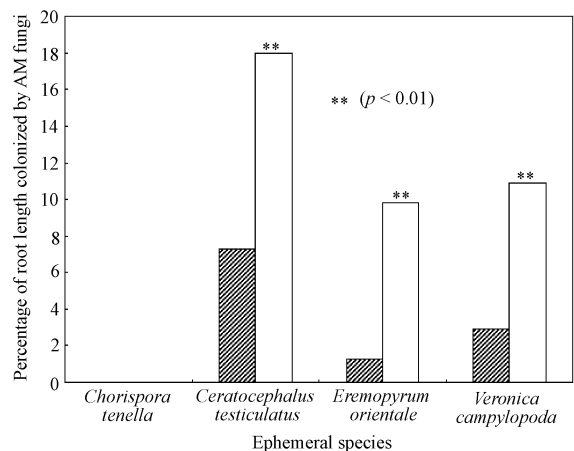 Percentage of root length colonized by AM fungi
20
18
16
14
12
10
8
6
4
2
0
**
** (p < 0.01)
**
**
Chorispora tenella
Ceratocephalus testiculatus
Eremopyrum orientale
Veronica campylopoda
Ephemeral species